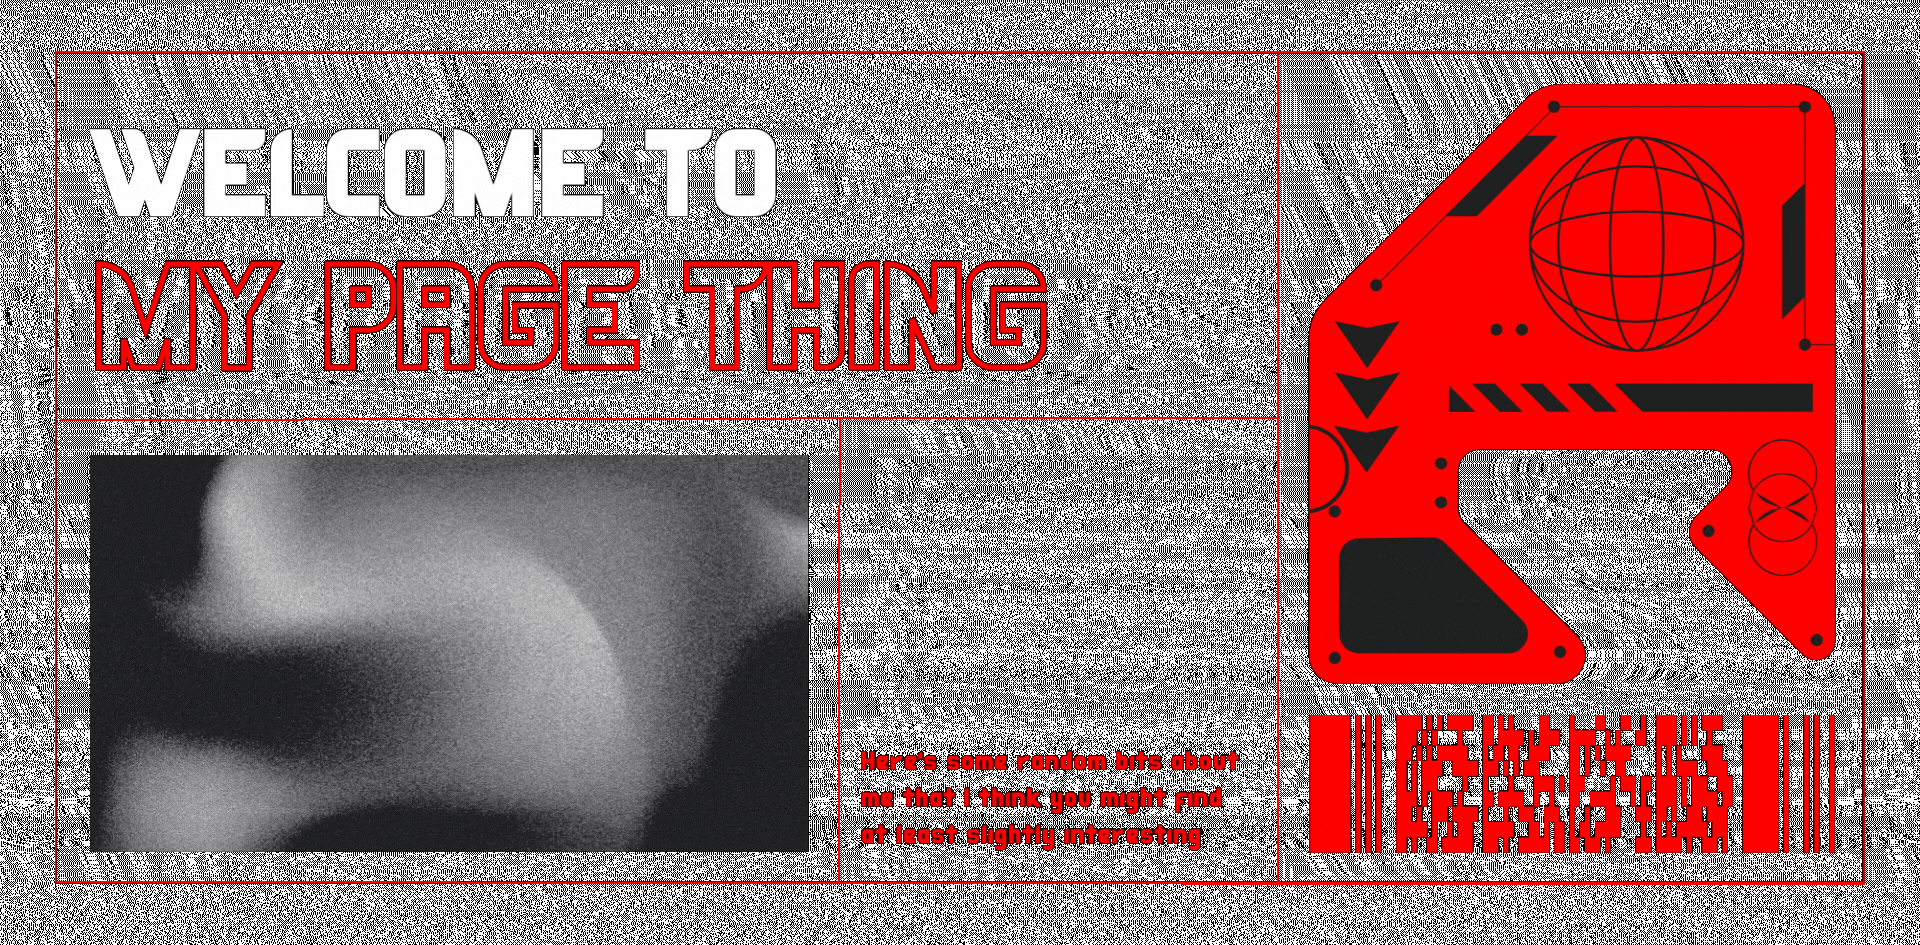 WELCOME TO
MY PAGE THING
Here's some random bits about
me that I think you might find
at least slightly interesting